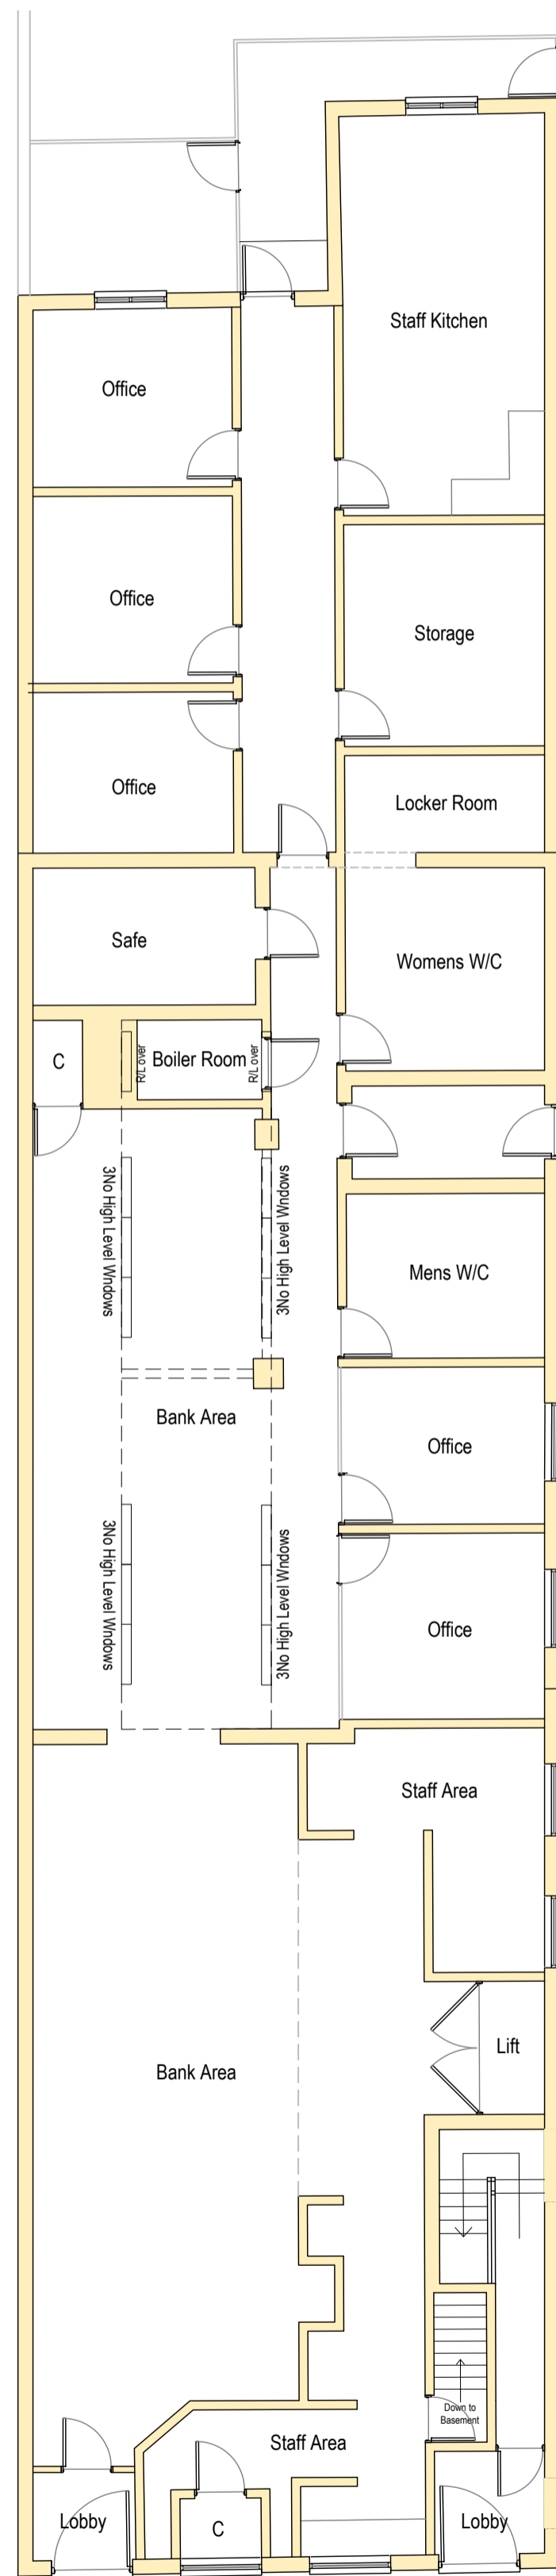 Staff Kitchen
Office
Office
Storage
Office
Locker Room
Safe
Womens W/C
C
R/L over
Boiler Room
R/L over
3No High Level Wndows
3No High Level Wndows
Mens W/C
Bank Area
Office
3No High Level Wndows
3No High Level Wndows
Office
Staff Area
Lift
Bank Area
Down to
Basement
Staff Area
Lobby
C
Lobby